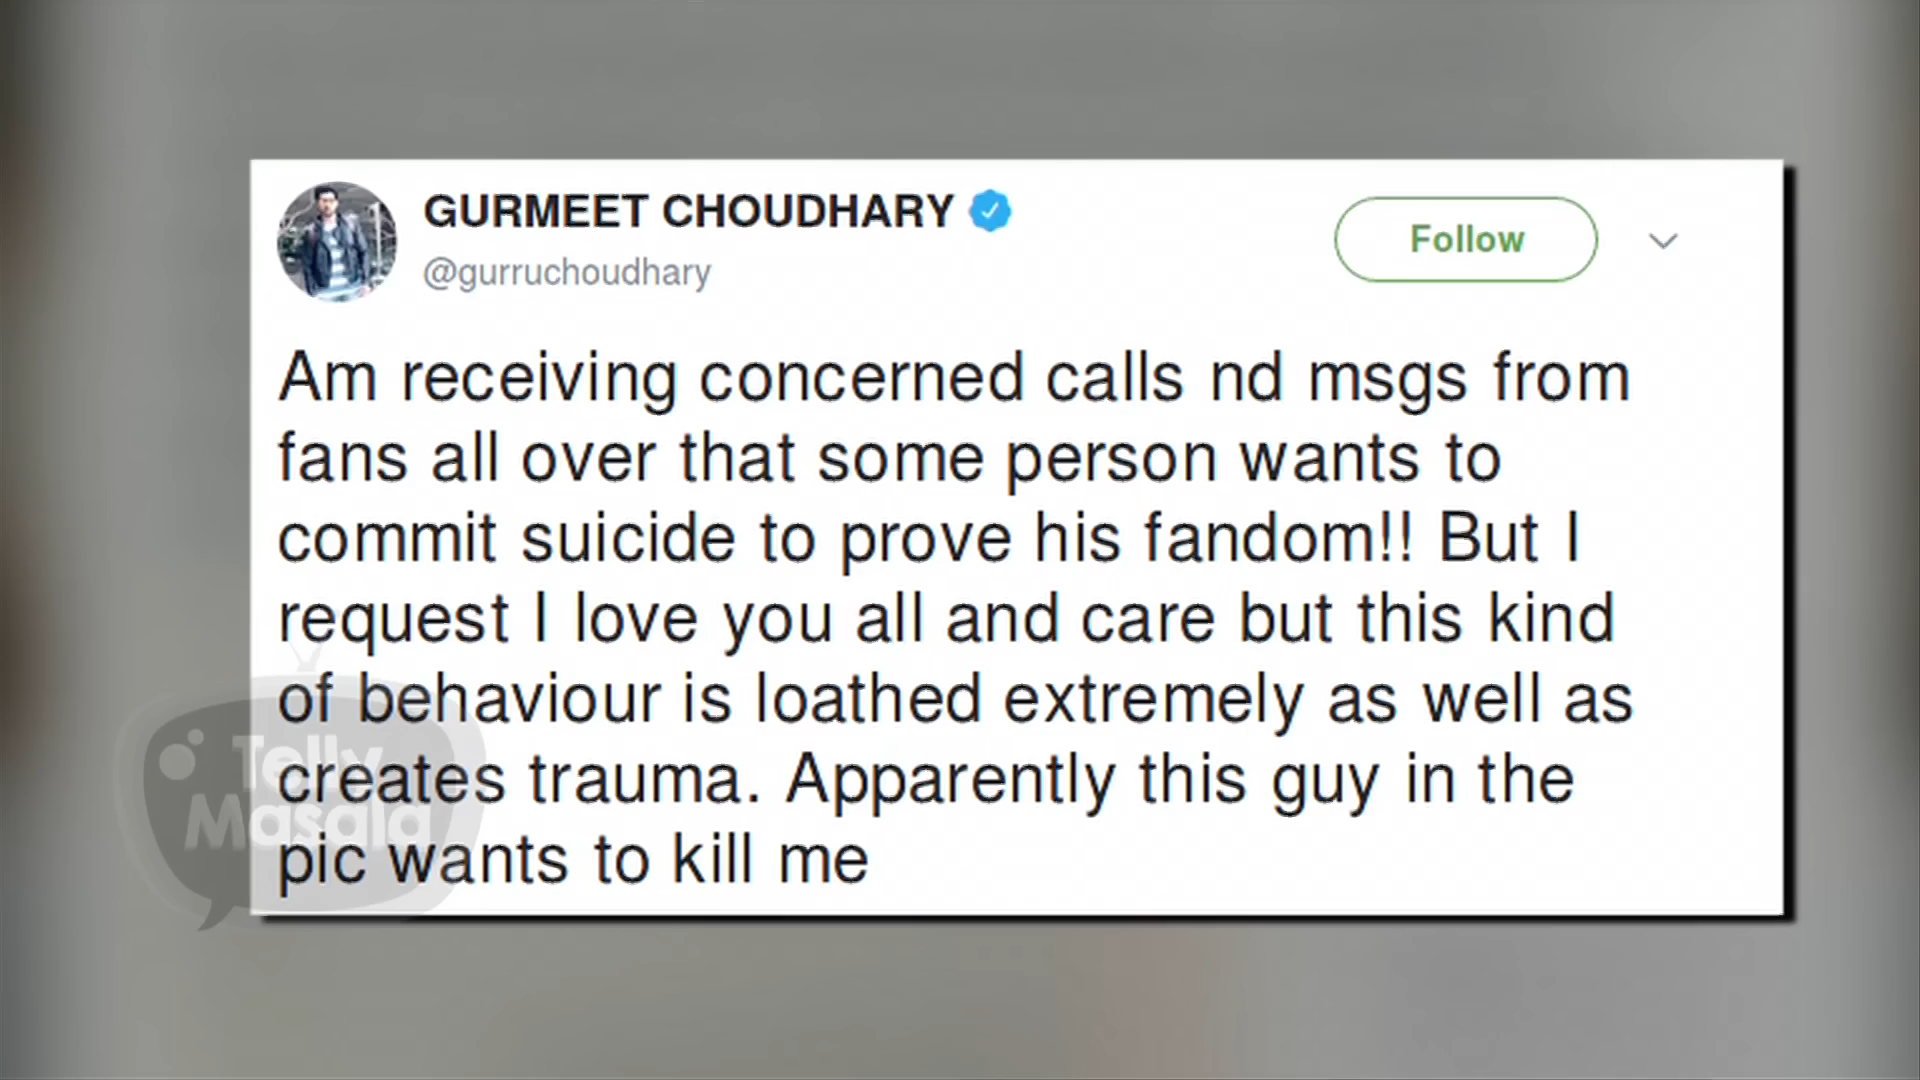 GURMEET CHOUDHARY
@gurruchoudhary
Follow
Am receiving concerned calls nd msgs from
fans all over that some person wants to
commit suicide to prove his fandom!! But I
request I love you all and care but this kind
of behaviour is loathed extremely as well as
creates trauma. Apparently this guy in the
pic wants to kill me
Telly
Masala